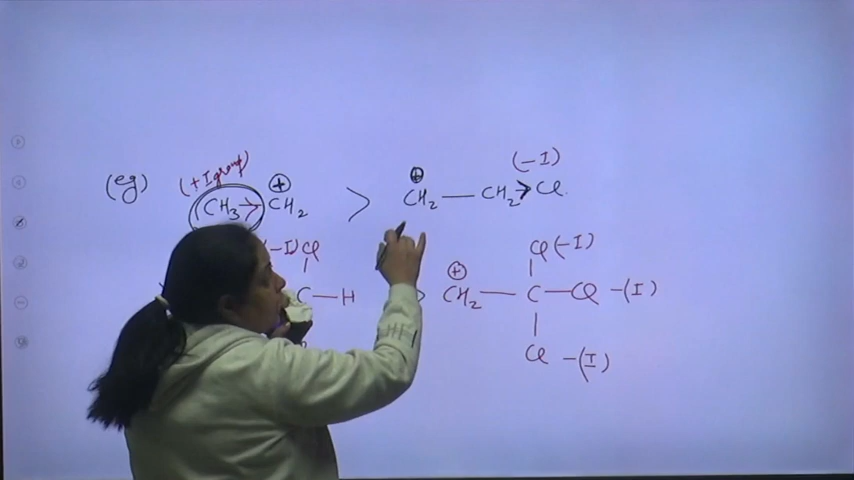 (eg) (+I group) CH3 → CH2 ⊕ > ⊕ CH2 — CH2 > Cl (-I)
(-I) Cl
C — H > ⊕ CH2 — C — Cl -(I)
Cl (-I)
Cl -(I)